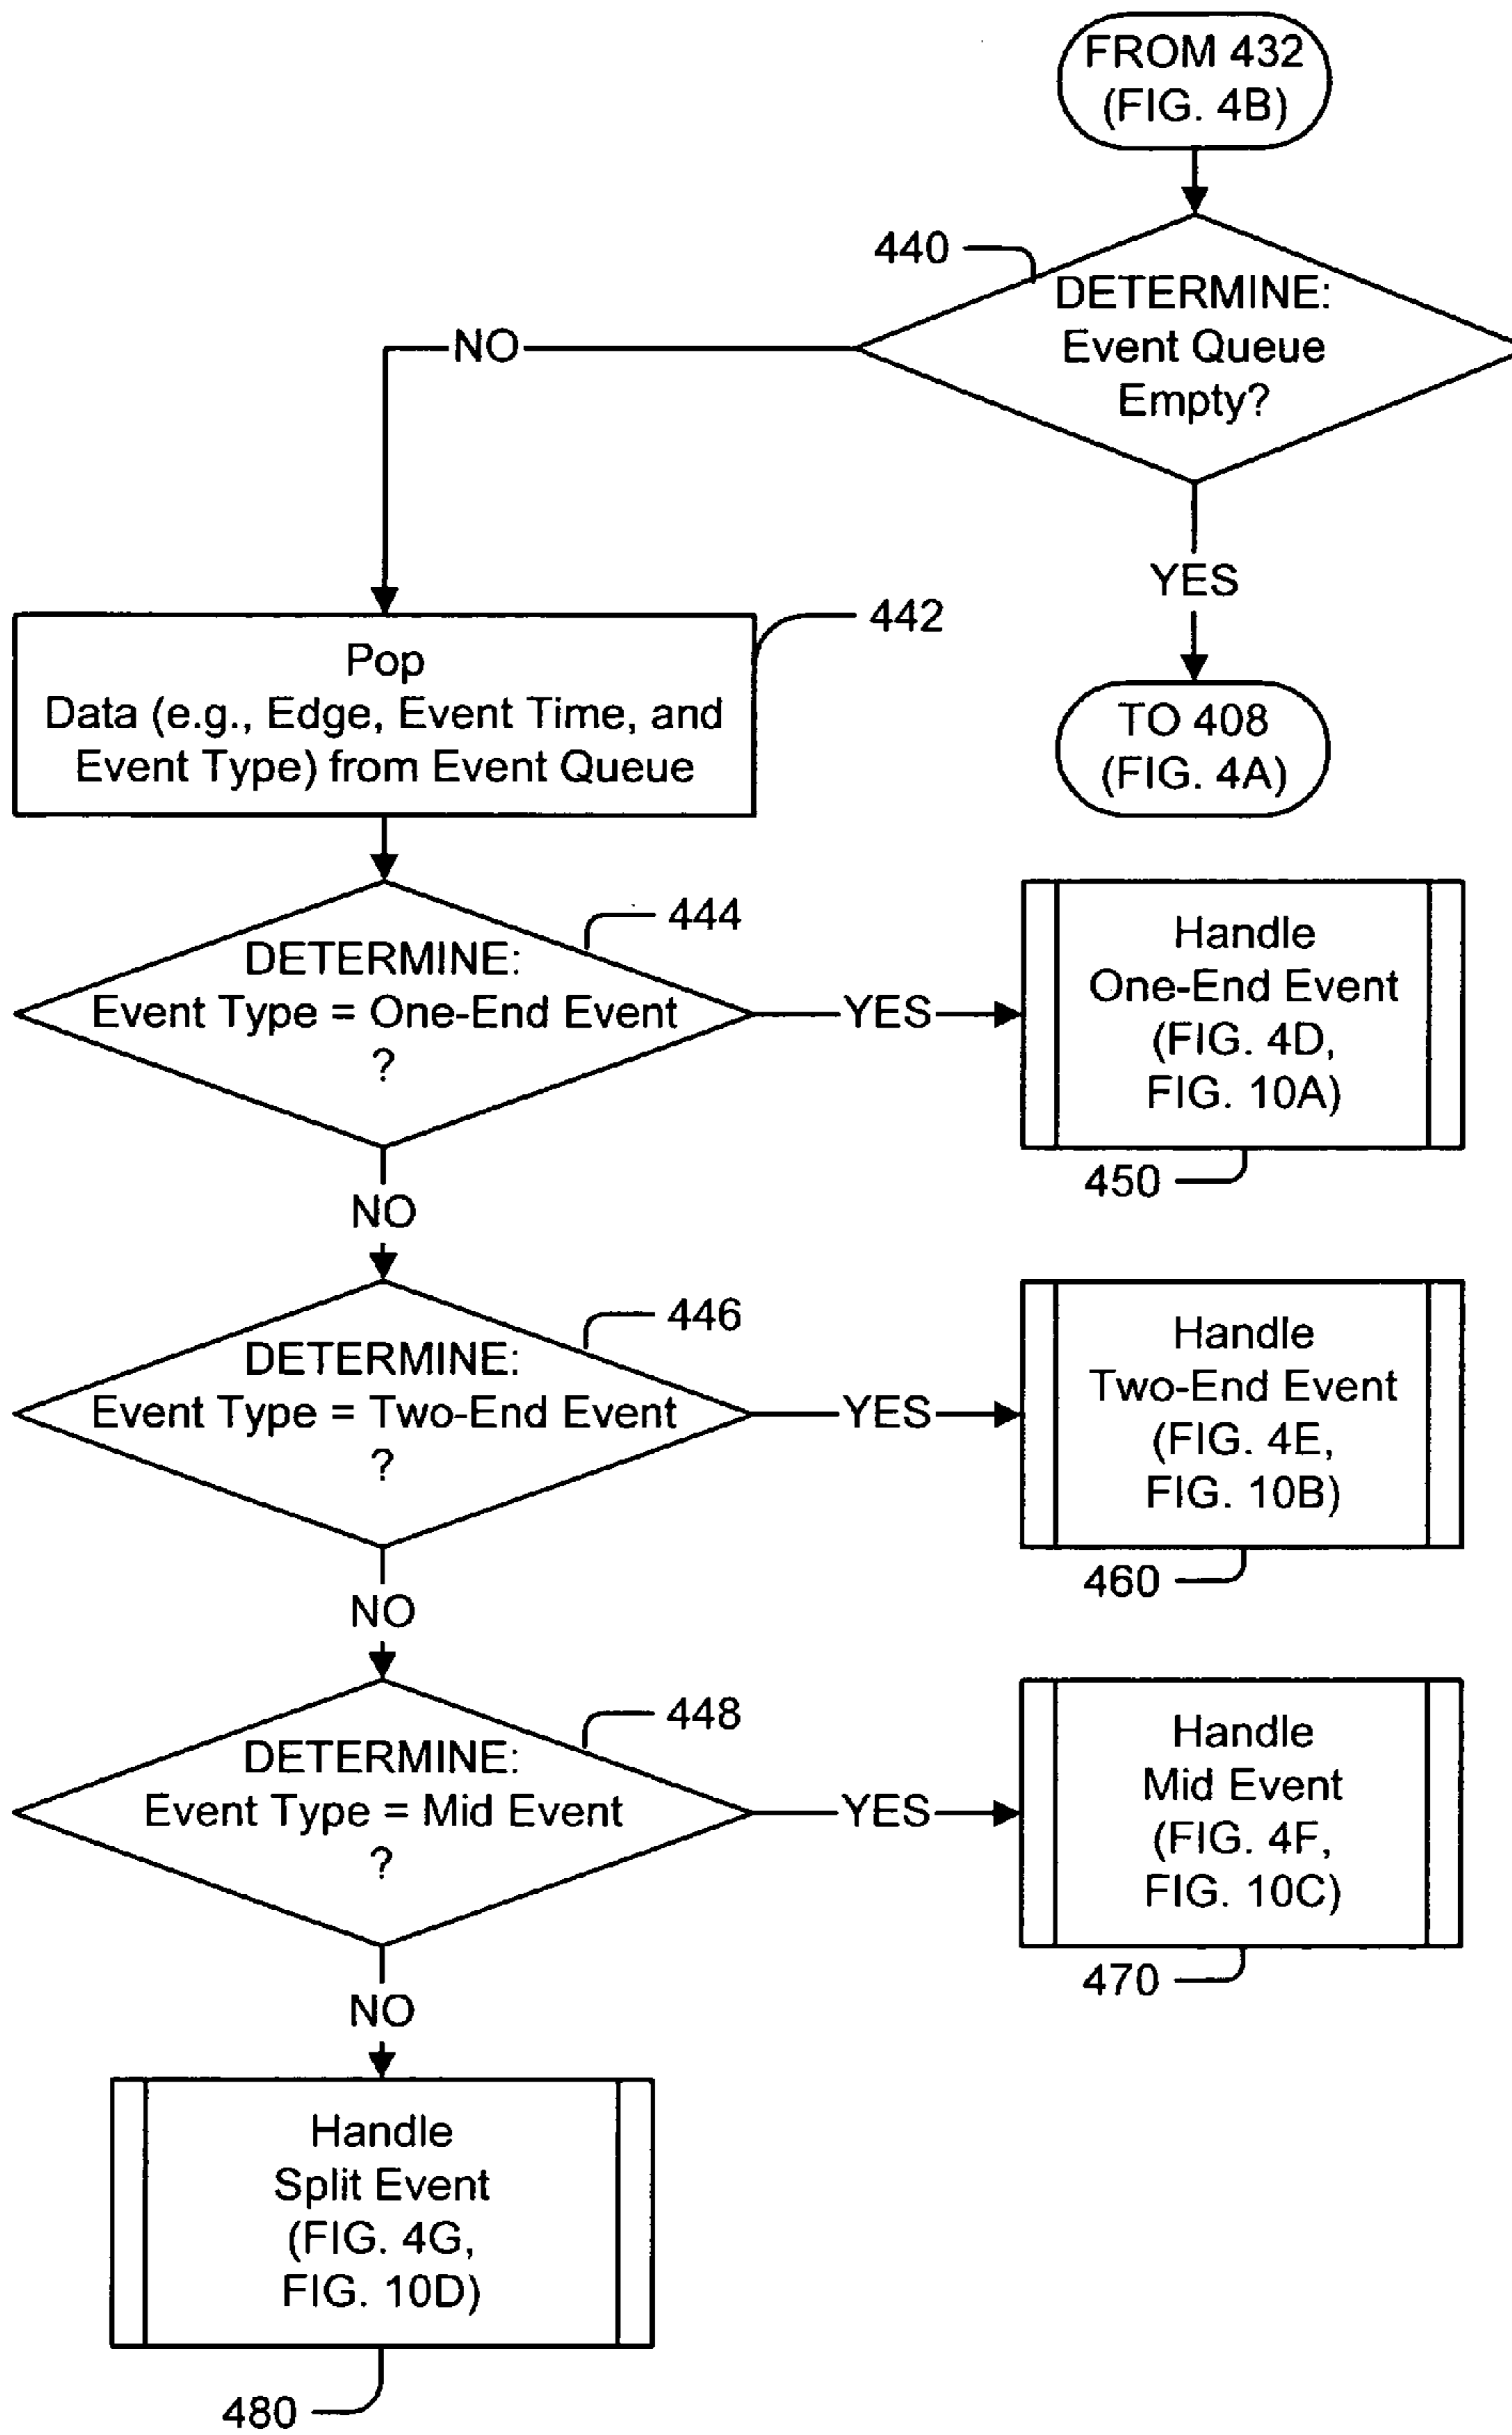 FROM 432
(FIG. 4B)
440
DETERMINE:
Event Queue
Empty?
NO
YES
442
Pop
Data (e.g., Edge, Event Time, and
Event Type) from Event Queue
TO 408
(FIG. 4A)
444
DETERMINE:
Event Type = One-End Event
?
YES
Handle
One-End Event
(FIG. 4D,
FIG. 10A)
450
NO
446
DETERMINE:
Event Type = Two-End Event
?
YES
Handle
Two-End Event
(FIG. 4E,
FIG. 10B)
460
NO
448
DETERMINE:
Event Type = Mid Event
?
YES
Handle
Mid Event
(FIG. 4F,
FIG. 10C)
470
NO
Handle
Split Event
(FIG. 4G,
FIG. 10D)
480